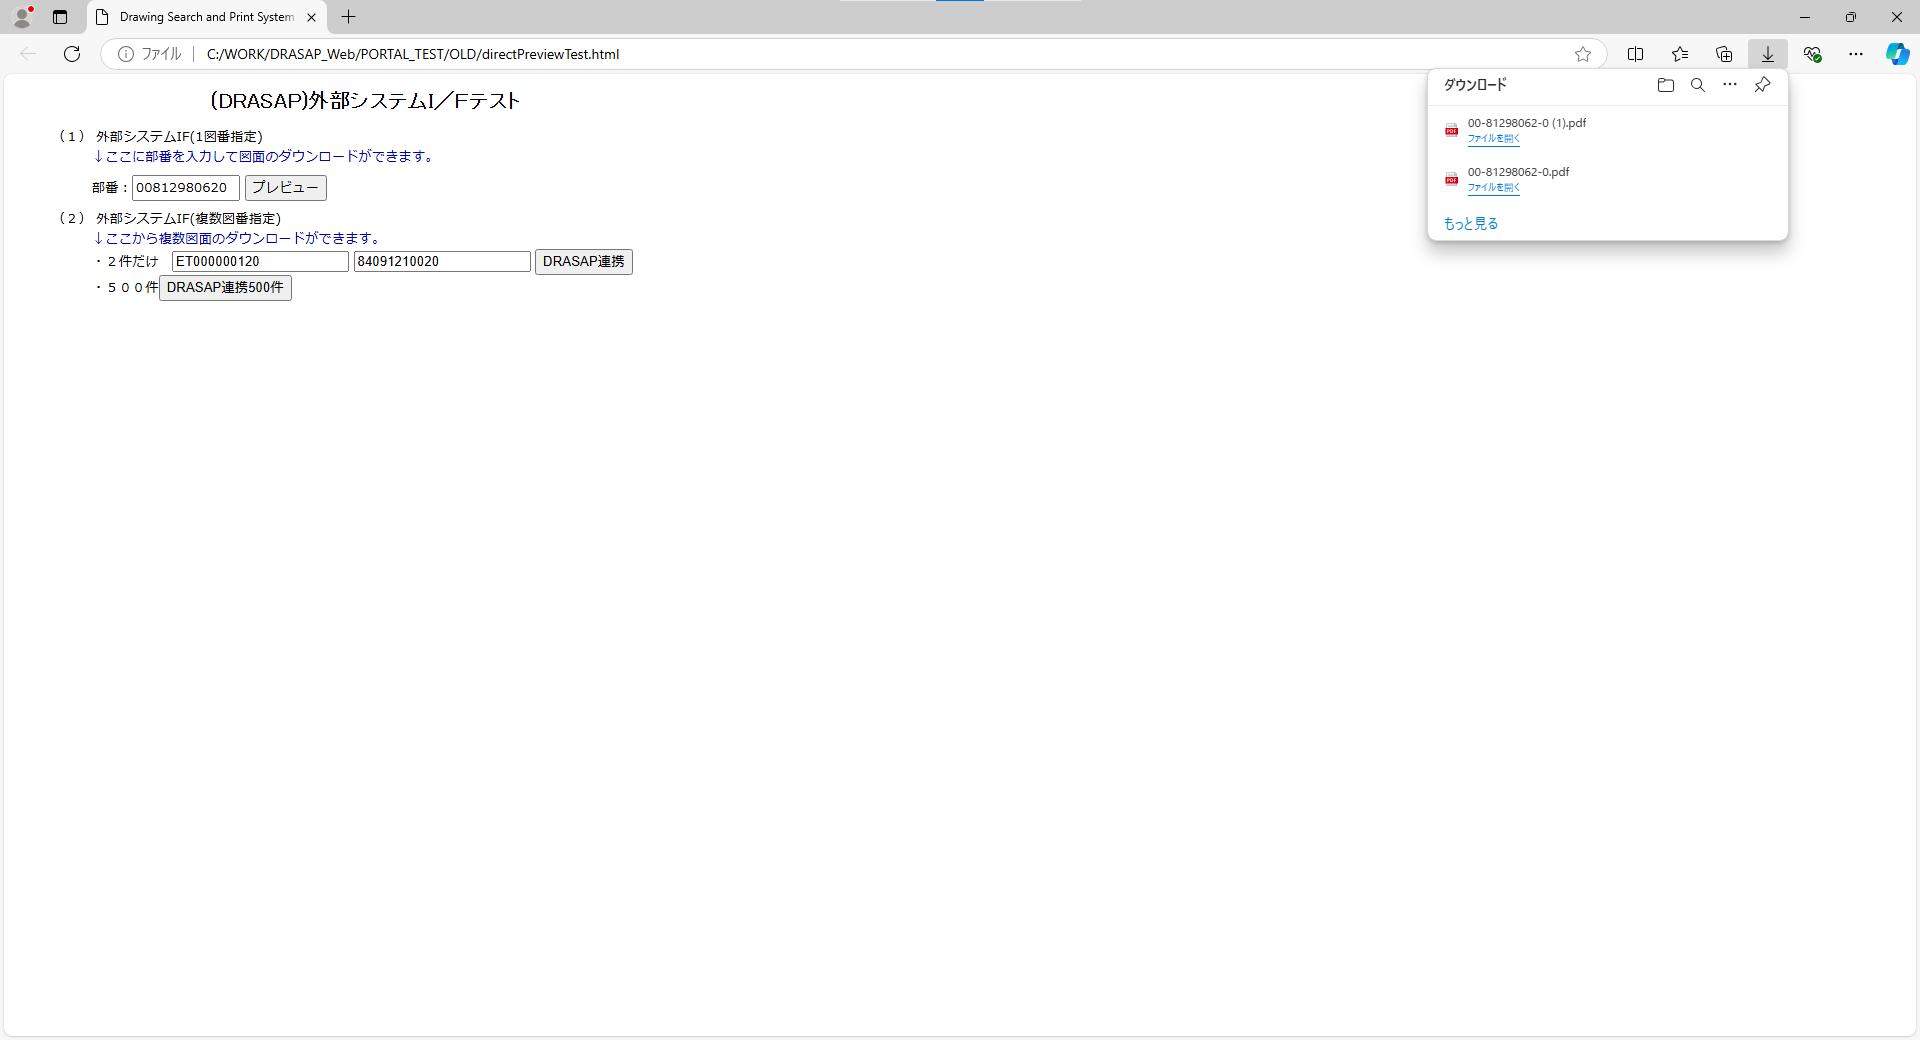 Drawing Search and Print System
ファイル
C:/WORK/DRASAP_Web/PORTAL_TEST/OLD/directPreviewTest.html
ダウンロード
00-81298062-0 (1).pdf
ファイルを開く
00-81298062-0.pdf
ファイルを開く
もっと見る
(DRASAP)外部システムI／Fテスト
（１） 外部システムIF(1図番指定)
↓ここに部番を入力して図面のダウンロードができます。
部番：00812980620 プレビュー
（２） 外部システムIF(複数図番指定)
↓ここから複数図面のダウンロードができます。
・２件だけ ET000000120 84091210020 DRASAP連携
・５００件 DRASAP連携500件